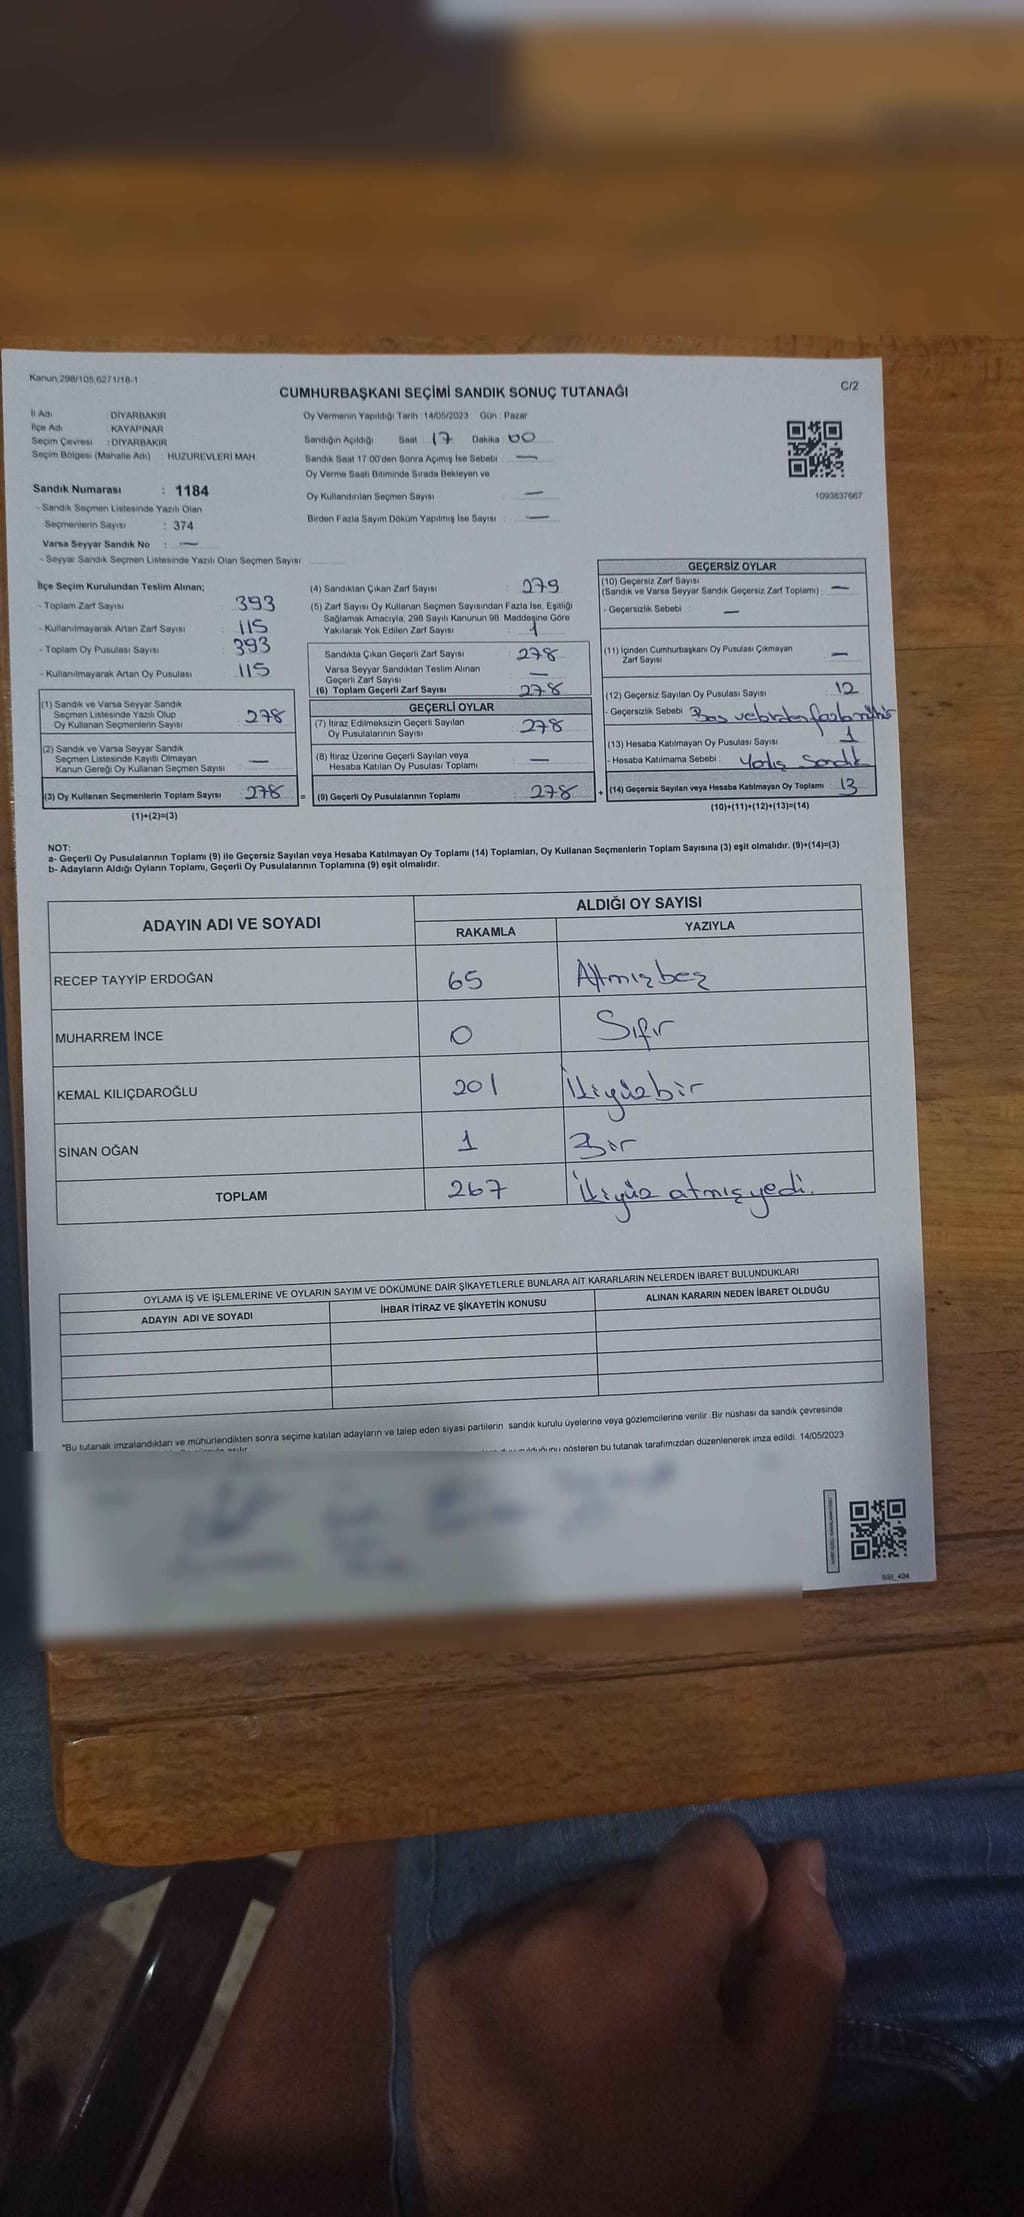 Kanun 298/105,6271/18-1
C/2
CUMHURBAŞKANI SEÇİMİ SANDIK SONUÇ TUTANAĞI
İl Adı : DİYARBAKIR
İlçe Adı : KAYAPINAR
Seçim Çevresi : DİYARBAKIR
Seçim Bölgesi (Mahalle Adı) : HUZUREVLERİ MAH.
Sandık Numarası : 1184
- Sandık Seçmen Listesinde Yazılı Olan
Seçmenlerin Sayısı : 374
Varsa Seyyar Sandık No : —
- Seyyar Sandık Seçmen Listesinde Yazılı Olan Seçmen Sayısı:
Oy Vermenin Yapıldığı Tarih : 14/05/2023 Gün : Pazar
Sandığın Açıldığı Saat 17 Dakika : 00
Sandık Saat 17:00'den Sonra Açımış İse Sebebi : —
Oy Verme Saati Bitiminde Sırada Bekleyen ve
Oy Kullandırılan Seçmen Sayısı : —
Birden Fazla Sayım Döküm Yapılmış İse Sayısı : —
1093637667
İlçe Seçim Kurulundan Teslim Alınan;
- Toplam Zarf Sayısı 393
- Kullanılmayarak Artan Zarf Sayısı 115
- Toplam Oy Pusulası Sayısı 393
- Kullanılmayarak Artan Oy Pusulası 115
(1) Sandık ve Varsa Seyyar Sandık
Seçmen Listesinde Yazılı Olup
Oy Kullanan Seçmenlerin Sayısı 278
(2) Sandık ve Varsa Seyyar Sandık
Seçmen Listesinde Kayıtlı Olmayan
Kanun Gereği Oy Kullanan Seçmen Sayısı —
(3) Oy Kullanan Seçmenlerin Toplam Sayısı 278 =
(1)+(2)=(3)
(4) Sandıktan Çıkan Zarf Sayısı : 279
(5) Zarf Sayısı Oy Kullanan Seçmen Sayısından Fazla İse, Eşitliği
Sağlamak Amacıyla, 298 Sayılı Kanunun 98. Maddesine Göre
Yakılarak Yok Edilen Zarf Sayısı : 1
Sandıkta Çıkan Geçerli Zarf Sayısı : 278
Varsa Seyyar Sandıktan Teslim Alınan
Geçerli Zarf Sayısı : —
(6) Toplam Geçerli Zarf Sayısı : 278
GEÇERLİ OYLAR
(7) İtiraz Edilmeksizin Geçerli Sayılan
Oy Pusulalarının Sayısı : 278
(8) İtiraz Üzerine Geçerli Sayılan veya
Hesaba Katılan Oy Pusulası Toplamı : —
(9) Geçerli Oy Pusulalarının Toplamı 278 +
GEÇERSİZ OYLAR
(10) Geçersiz Zarf Sayısı
(Sandık ve Varsa Seyyar Sandık Geçersiz Zarf Toplamı) : —
- Geçersizlik Sebebi : —
(11) İçinden Cumhurbaşkanı Oy Pusulası Çıkmayan
Zarf Sayısı —
(12) Geçersiz Sayılan Oy Pusulası Sayısı 12
- Geçersizlik Sebebi Boş ve birden fazla mühür
(13) Hesaba Katılmayan Oy Pusulası Sayısı 1
- Hesaba Katılmama Sebebi : Yanlış Sandık
(14) Geçersiz Sayılan veya Hesaba Katılmayan Oy Toplamı 13
(10)+(11)+(12)+(13)=(14)
NOT:
a- Geçerli Oy Pusulalarının Toplamı (9) ile Geçersiz Sayılan veya Hesaba Katılmayan Oy Toplamı (14) Toplamları, Oy Kullanan Seçmenlerin Toplam Sayısına (3) eşit olmalıdır. (9)+(14)=(3)
b- Adayların Aldığı Oyların Toplamı, Geçerli Oy Pusulalarının Toplamına (9) eşit olmalıdır.
ADAYIN ADI VE SOYADI ALDIĞI OY SAYISI
RAKAMLA YAZIYLA
RECEP TAYYİP ERDOĞAN 65 Altmışbeş
MUHARREM İNCE 0 Sıfır
KEMAL KILIÇDAROĞLU 201 İkiyüzbir
SİNAN OĞAN 1 Bir
TOPLAM 267 İkiyüz atmışyedi.
OYLAMA İŞ VE İŞLEMLERİNE VE OYLARIN SAYIM VE DÖKÜMÜNE DAİR ŞİKAYETLERLE BUNLARA AİT KARARLARIN NELERDEN İBARET BULUNDUKLARI
ADAYIN ADI VE SOYADI İHBAR İTİRAZ VE ŞİKAYETİN KONUSU ALINAN KARARIN NEDEN İBARET OLDUĞU
*Bu tutanak imzalandıktan ve mühürlendikten sonra seçime katılan adayların ve talep eden siyasi partilerin sandık kurulu üyelerine veya gözlemcilerine verilir. Bir nüshası da sandık çevresinde
gösteren bu tutanak tarafımızdan düzenlenerek imza edildi. 14/05/2023